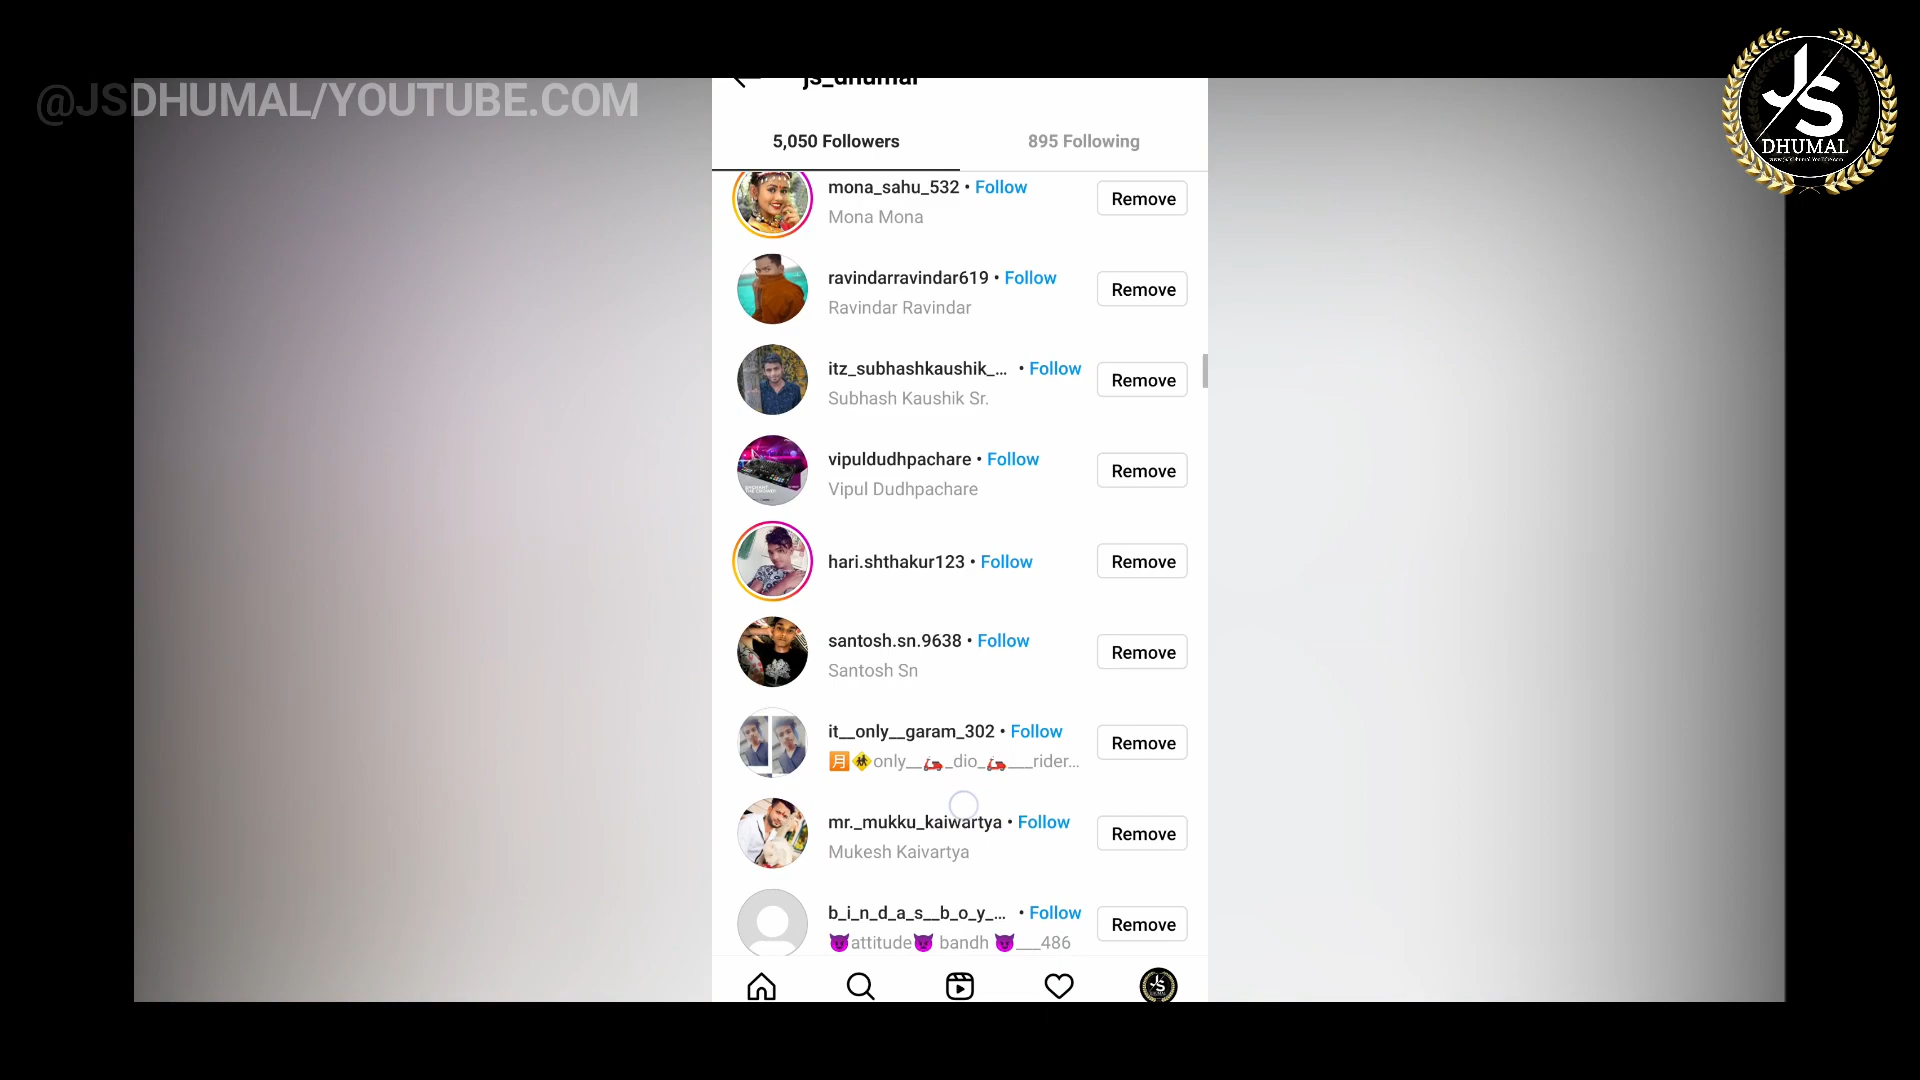 @JSDHUMAL/YOUTUBE.COM
JS
DHUMAL
js_dhumal
5,050 Followers
895 Following
mona_sahu_532 • Follow
Mona Mona
Remove
ravindarravindar619 • Follow
Ravindar Ravindar
Remove
itz_subhashkaushik_... • Follow
Subhash Kaushik Sr.
Remove
vipuldudhpachare • Follow
Vipul Dudhpachare
Remove
hari.shthakur123 • Follow
Remove
santosh.sn.9638 • Follow
Santosh Sn
Remove
it__only__garam_302 • Follow
🈷️🚸only__🛵_dio_🛵___rider...
Remove
mr._mukku_kaiwartya • Follow
Mukesh Kaivartya
Remove
b_i_n_d_a_s__b_o_y_... • Follow
😈attitude😈 bandh 😈___486
Remove